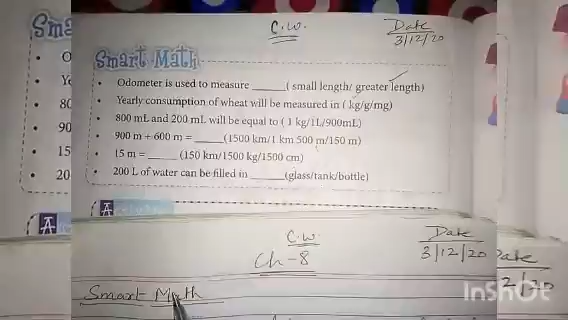 C.W.
Date
3/12/20
Smart Math
• Odometer is used to measure ______( small length/ greater length)
• Yearly consumption of wheat will be measured in ( kg/g/mg)
• 800 mL and 200 mL will be equal to ( 1 kg/1L/900mL)
• 900 m + 600 m = ______(1500 km/1 km 500 m/150 m)
• 15 m = ______ (150 km/1500 kg/1500 cm)
• 200 L of water can be filled in ______(glass/tank/bottle)
C.W.
Date
3/12/20
Ch-8
Smart Math
InShOt